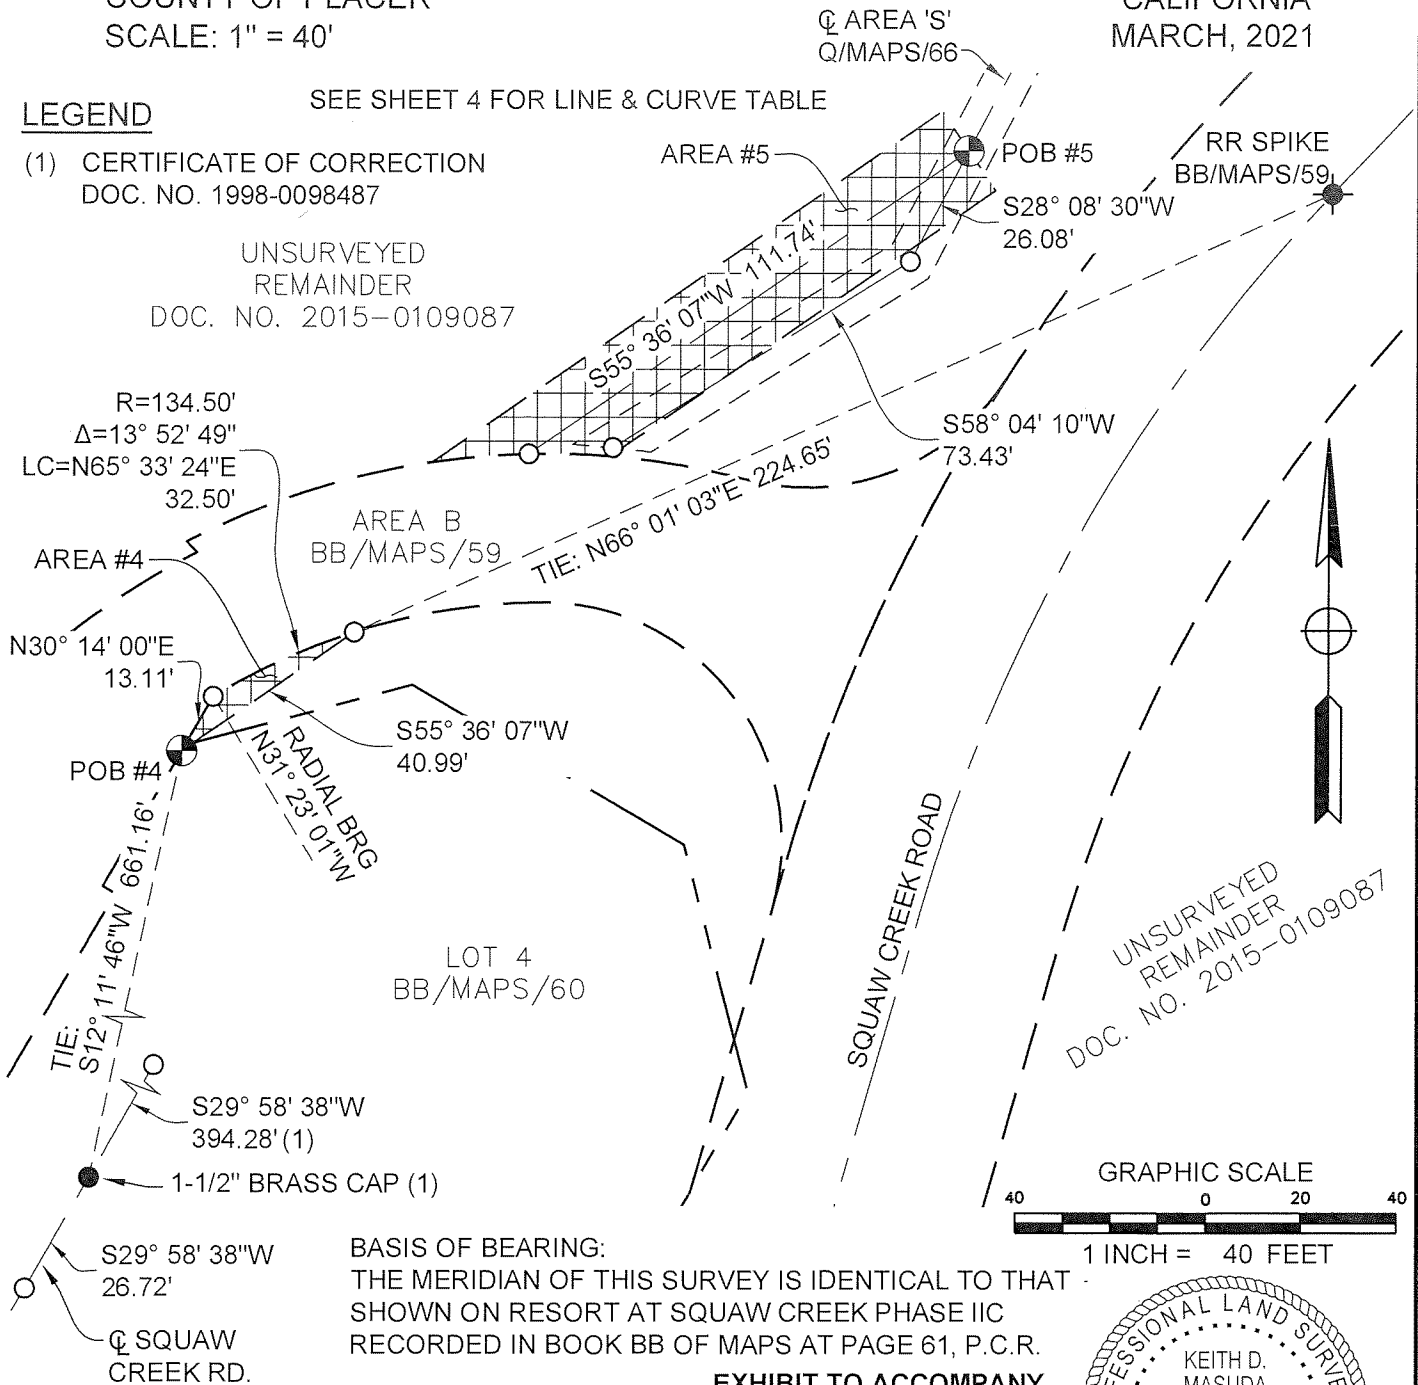 COUNTY OF PLACER
SCALE: 1" = 40'
CALIFORNIA
MARCH, 2021
℄ AREA 'S'
Q/MAPS/66
LEGEND
SEE SHEET 4 FOR LINE & CURVE TABLE
(1) CERTIFICATE OF CORRECTION
DOC. NO. 1998-0098487
AREA #5
POB #5
RR SPIKE
BB/MAPS/59
S28° 08' 30"W
26.08'
UNSURVEYED
REMAINDER
DOC. NO. 2015-0109087
S55° 36' 07"W 111.74'
R=134.50'
Δ=13° 52' 49"
LC=N65° 33' 24"E
32.50'
S58° 04' 10"W
73.43'
TIE: N66° 01' 03"E 224.65'
AREA B
BB/MAPS/59
AREA #4
N30° 14' 00"E
13.11'
S55° 36' 07"W
40.99'
POB #4
RADIAL BRG
N31° 23' 01"W
TIE:
S12° 11' 46"W 661.16'
LOT 4
BB/MAPS/60
SQUAW CREEK ROAD
UNSURVEYED
REMAINDER
DOC. NO. 2015-0109087
S29° 58' 38"W
394.28' (1)
1-1/2" BRASS CAP (1)
S29° 58' 38"W
26.72'
℄ SQUAW
CREEK RD.
GRAPHIC SCALE
40 0 20 40
1 INCH = 40 FEET
BASIS OF BEARING:
THE MERIDIAN OF THIS SURVEY IS IDENTICAL TO THAT
SHOWN ON RESORT AT SQUAW CREEK PHASE IIC
RECORDED IN BOOK BB OF MAPS AT PAGE 61, P.C.R.
EXHIBIT TO ACCOMPANY
LAND
KEITH D.
MASUDA